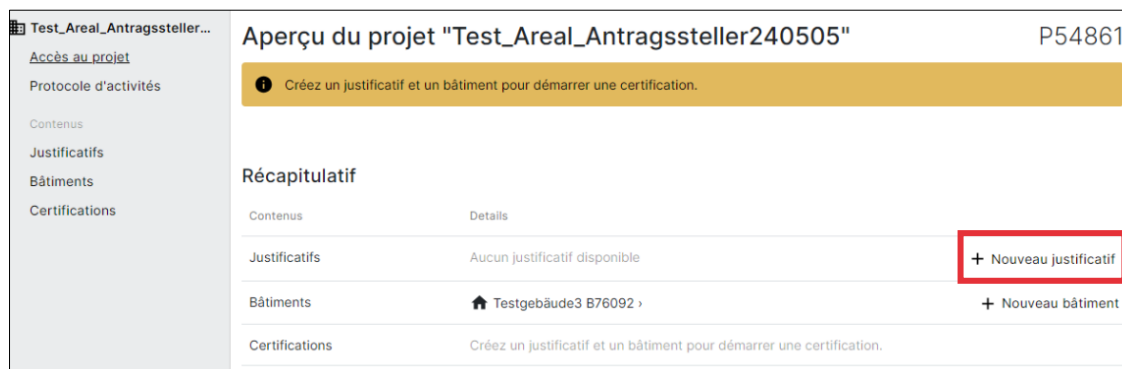 Test_Areal_Antragssteller...
Accès au projet
Protocole d'activités
Contenus
Justificatifs
Bâtiments
Certifications
Aperçu du projet "Test_Areal_Antragssteller240505" P54861
Créez un justificatif et un bâtiment pour démarrer une certification.
Récapitulatif
Contenus Details
Justificatifs Aucun justificatif disponible + Nouveau justificatif
Bâtiments Testgebäude3 B76092 › + Nouveau bâtiment
Certifications Créez un justificatif et un bâtiment pour démarrer une certification.